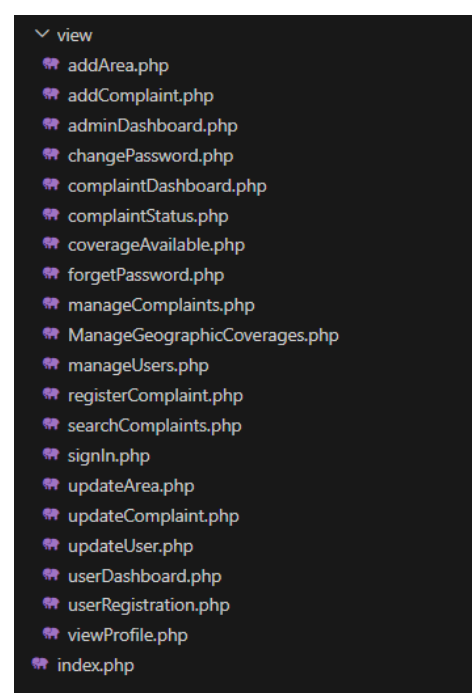 view
addArea.php
addComplaint.php
adminDashboard.php
changePassword.php
complaintDashboard.php
complaintStatus.php
coverageAvailable.php
forgetPassword.php
manageComplaints.php
ManageGeographicCoverages.php
manageUsers.php
registerComplaint.php
searchComplaints.php
signIn.php
updateArea.php
updateComplaint.php
updateUser.php
userDashboard.php
userRegistration.php
viewProfile.php
index.php